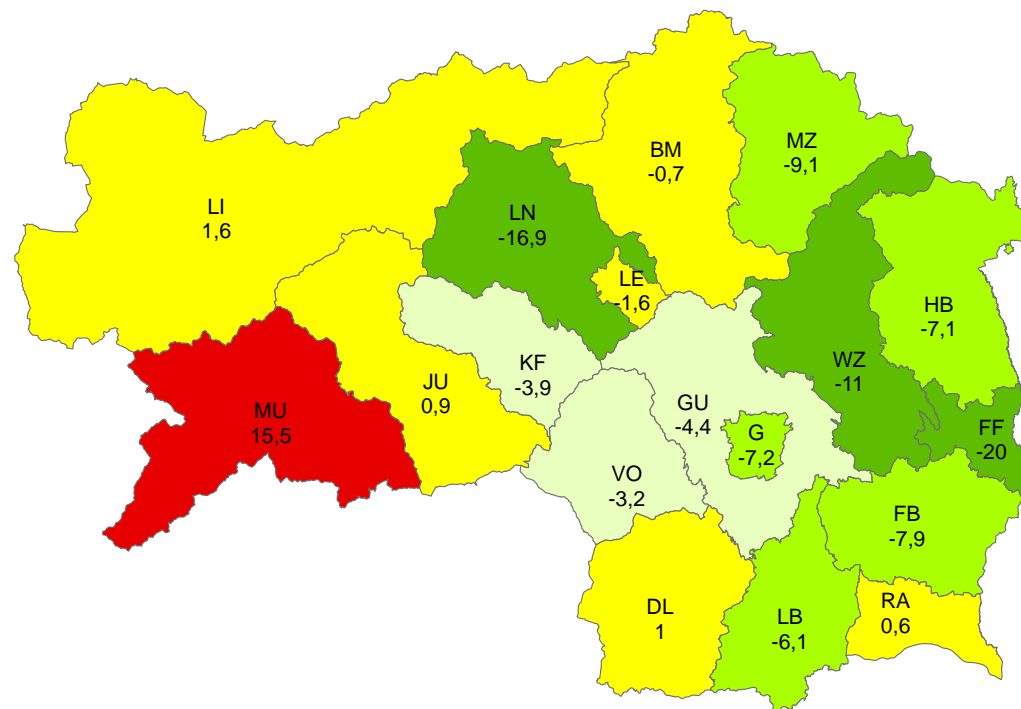 BM
-0,7
MZ
-9,1
LI
1,6
LN
-16,9
LE
-1,6
HB
-7,1
WZ
-11
KF
-3,9
JU
0,9
MU
15,5
GU
-4,4
G
-7,2
FF
-20
VO
-3,2
FB
-7,9
DL
1
LB
-6,1
RA
0,6